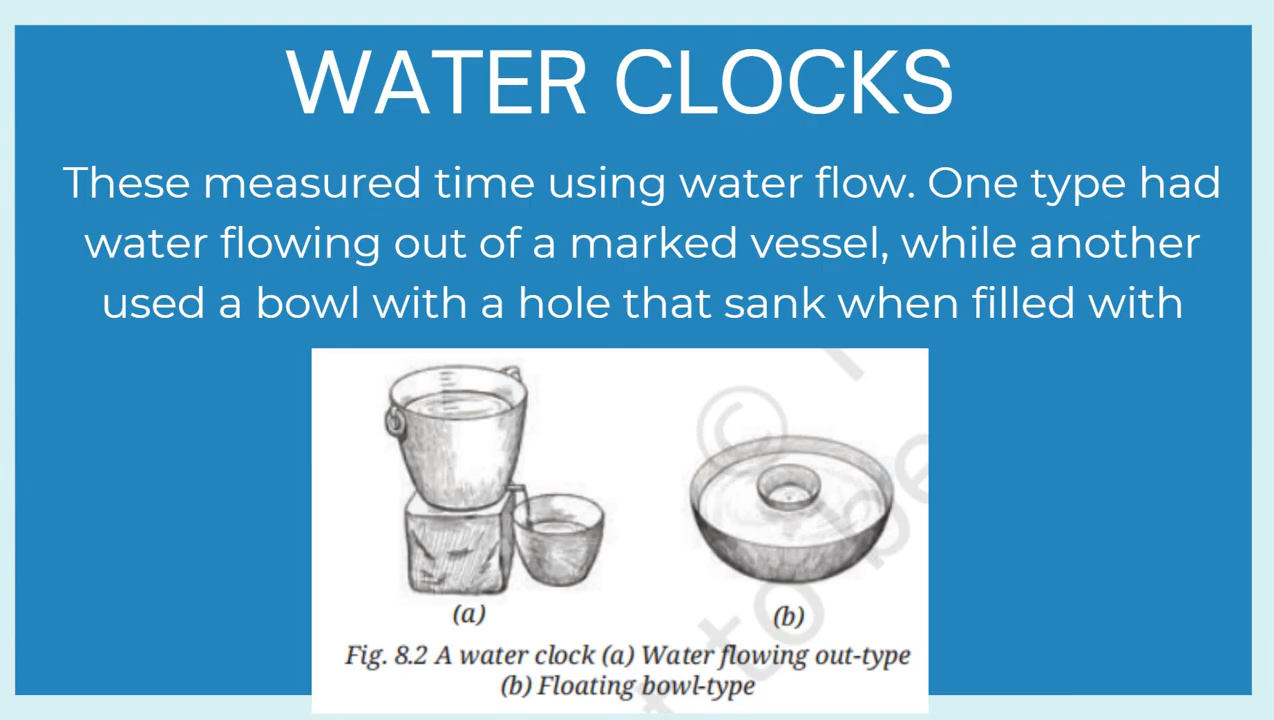 WATER CLOCKS
These measured time using water flow. One type had
water flowing out of a marked vessel, while another
used a bowl with a hole that sank when filled with
(a)
(b)
Fig. 8.2 A water clock (a) Water flowing out-type
(b) Floating bowl-type
©
to be